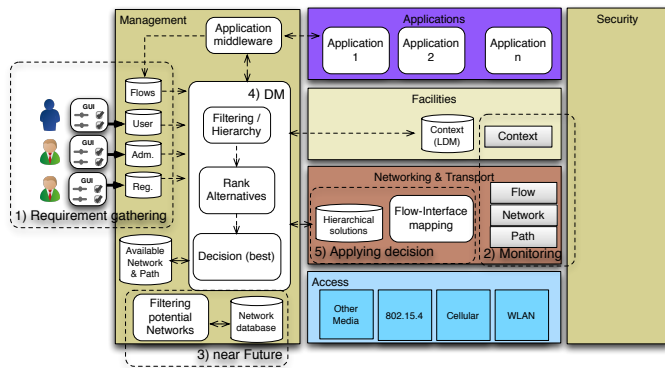 Management
Applications
Security
Application
middleware
Application
1
Application
2
Application
n
GUI
GUI
GUI
Flows
User
Adm.
Reg.
1) Requirement gathering
4) DM
Filtering /
Hierarchy
Rank
Alternatives
Decision (best)
Available
Network
& Path
Filtering
potential
Networks
Network
database
3) near Future
Facilities
Context
(LDM)
Context
Networking & Transport
Hierarchical
solutions
Flow-Interface
mapping
5) Applying decision
Flow
Network
Path
2) Monitoring
Access
Other
Media
802.15.4
Cellular
WLAN